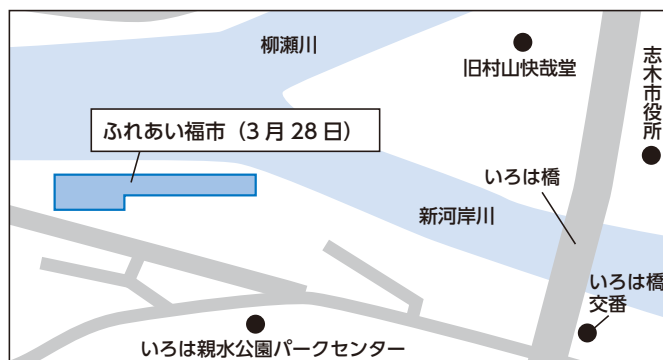 柳瀬川
旧村山快哉堂
志木市役所
ふれあい福市（3月28日）
いろは橋
新河岸川
いろは橋
交番
いろは親水公園パークセンター